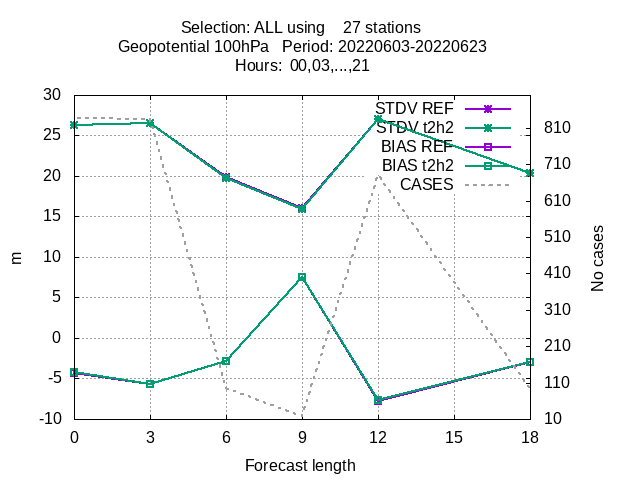 Selection: ALL using    27 stations
Geopotential 100hPa   Period: 20220603-20220623
Hours:  00,03,...,21
30
25
20
15
10
5
0
-5
-10
m
STDV REF
STDV t2h2
BIAS REF
BIAS t2h2
CASES
810
710
610
510
410
310
210
110
10
No cases
0 3 6 9 12 15 18
Forecast length